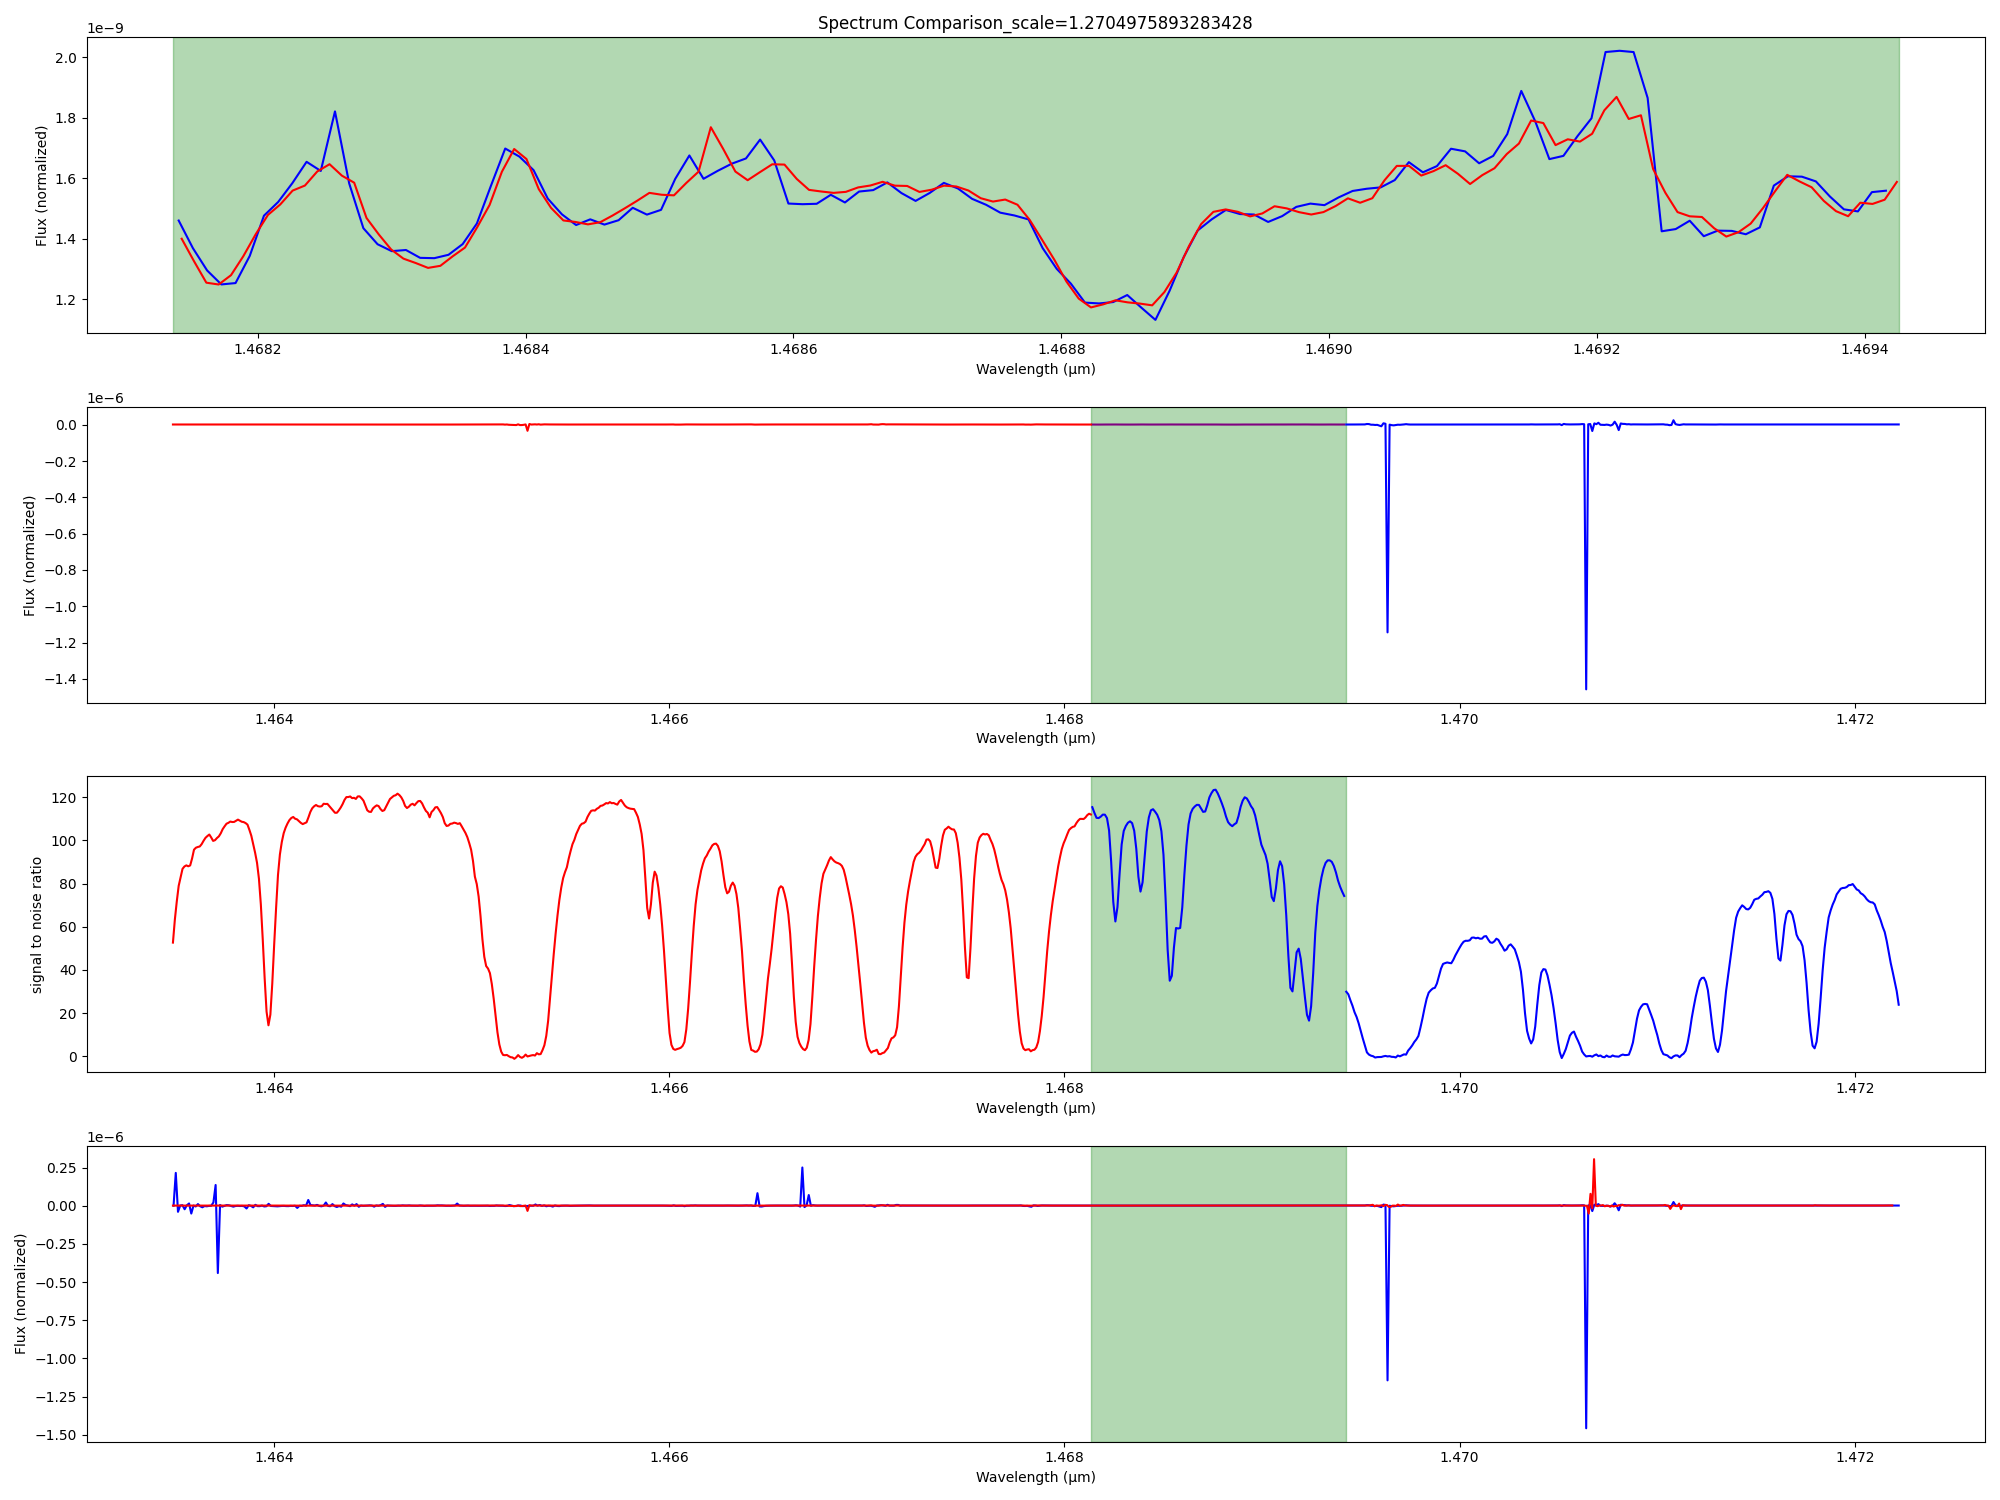 Spectrum Comparison_scale=1.2704975893283428
1e−9
2.0
1.8
1.6
1.4
1.2
Flux (normalized)
1.4682 1.4684 1.4686 1.4688 1.4690 1.4692 1.4694
Wavelength (μm)
1e−6
0.0
−0.2
−0.4
−0.6
−0.8
−1.0
−1.2
−1.4
Flux (normalized)
1.464 1.466 1.468 1.470 1.472
Wavelength (μm)
120
100
80
60
40
20
0
signal to noise ratio
1.464 1.466 1.468 1.470 1.472
Wavelength (μm)
1e−6
0.25
0.00
−0.25
−0.50
−0.75
−1.00
−1.25
−1.50
Flux (normalized)
1.464 1.466 1.468 1.470 1.472
Wavelength (μm)